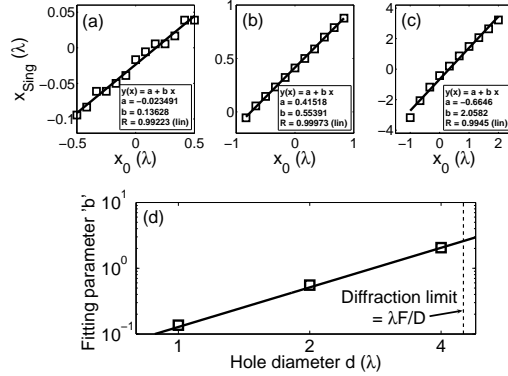 (a)
(b)
(c)
x_Sing (λ)
0.05
0
−0.05
−0.1
−0.5
0
0.5
x_0 (λ)
y(x) = a + b x
a = −0.023491
b = 0.13628
R = 0.99223 (lin)
1
0.5
0
−1
0
1
x_0 (λ)
y(x) = a + b x
a = 0.41518
b = 0.55391
R = 0.99973 (lin)
4
2
0
−2
−4
−1
0
1
2
x_0 (λ)
y(x) = a + b x
a = −0.6646
b = 2.0582
R = 0.9945 (lin)
(d)
Fitting parameter 'b'
10^1
10^0
10^−1
1
2
4
Hole diameter d (λ)
Diffraction limit
= λF/D